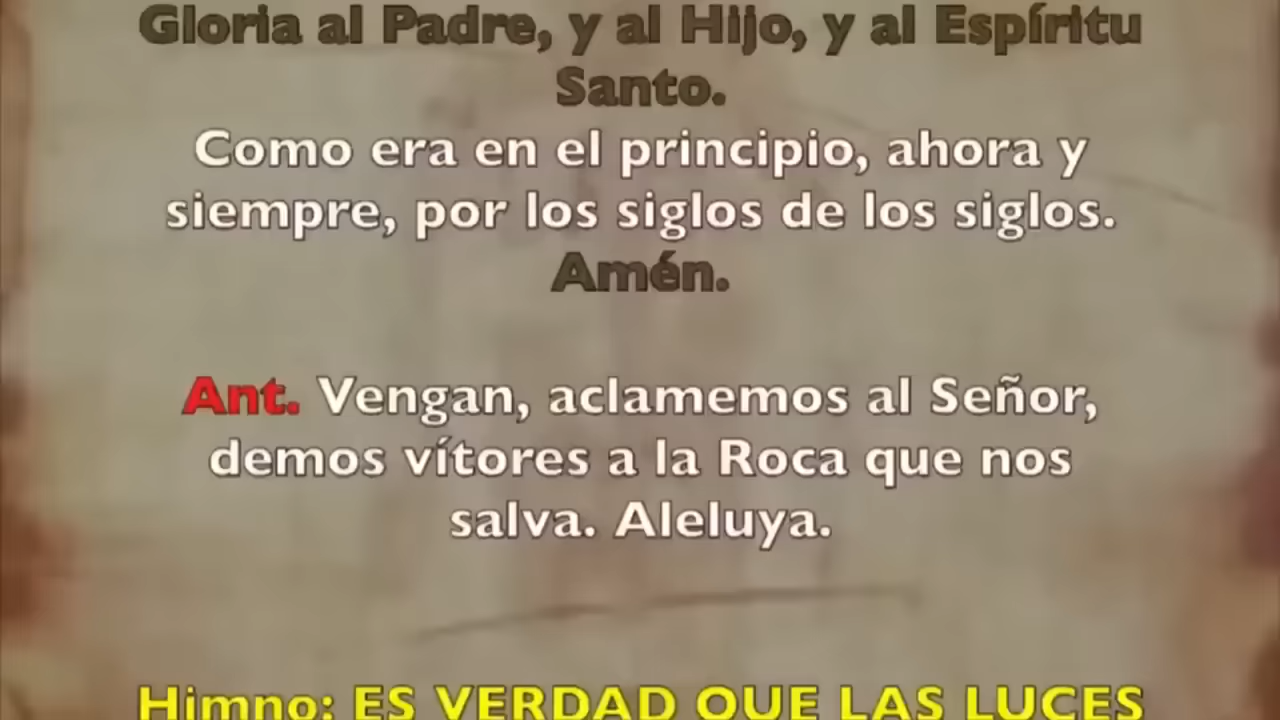 Gloria al Padre, y al Hijo, y al Espíritu
Santo.
Como era en el principio, ahora y
siempre, por los siglos de los siglos.
Amén.
Ant. Vengan, aclamemos al Señor,
demos vítores a la Roca que nos
salva. Aleluya.
Himno: ES VERDAD QUE LAS LUCES